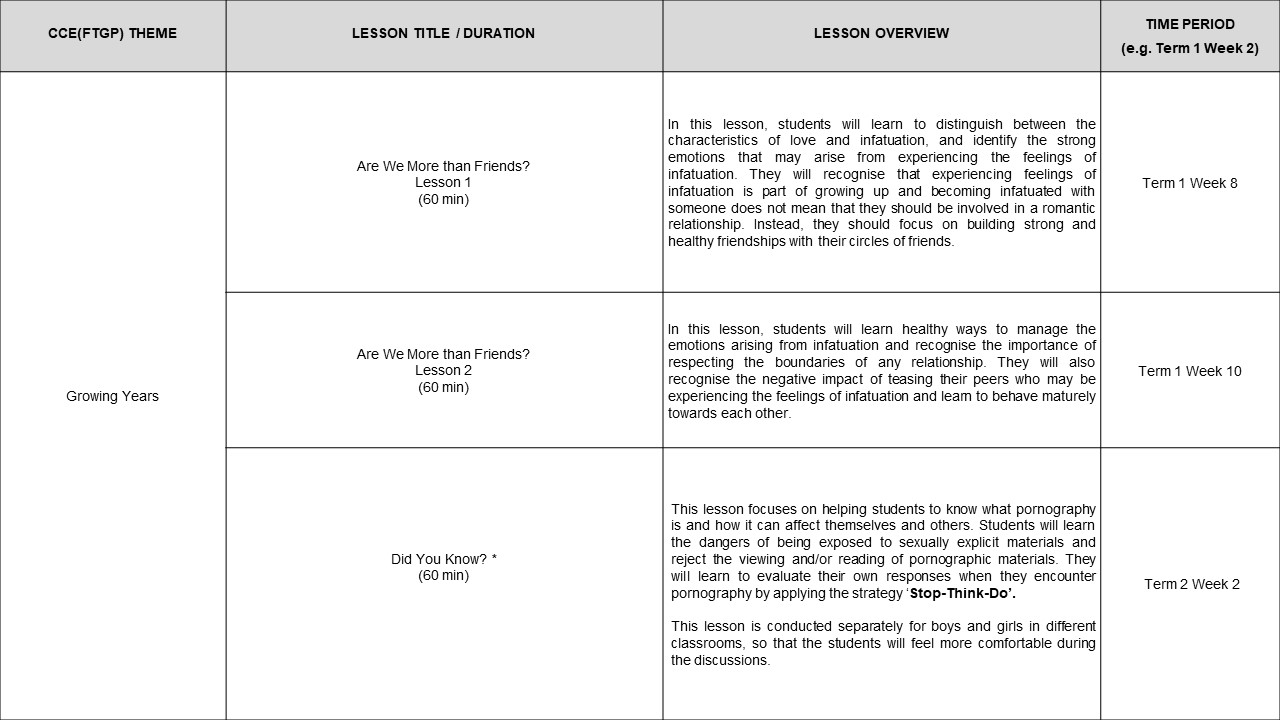 CCE(FTGP) THEME
LESSON TITLE / DURATION
LESSON OVERVIEW
TIME PERIOD
(e.g. Term 1 Week 2)
Growing Years
Are We More than Friends?
Lesson 1
(60 min)
In this lesson, students will learn to distinguish between the
characteristics of love and infatuation, and identify the strong
emotions that may arise from experiencing the feelings of
infatuation. They will recognise that experiencing feelings of
infatuation is part of growing up and becoming infatuated with
someone does not mean that they should be involved in a romantic
relationship. Instead, they should focus on building strong and
healthy friendships with their circles of friends.
Term 1 Week 8
Are We More than Friends?
Lesson 2
(60 min)
In this lesson, students will learn healthy ways to manage the
emotions arising from infatuation and recognise the importance of
respecting the boundaries of any relationship. They will also
recognise the negative impact of teasing their peers who may be
experiencing the feelings of infatuation and learn to behave maturely
towards each other.
Term 1 Week 10
Did You Know? *
(60 min)
This lesson focuses on helping students to know what pornography
is and how it can affect themselves and others. Students will learn
the dangers of being exposed to sexually explicit materials and
reject the viewing and/or reading of pornographic materials. They
will learn to evaluate their own responses when they encounter
pornography by applying the strategy ‘Stop-Think-Do’.
This lesson is conducted separately for boys and girls in different
classrooms, so that the students will feel more comfortable during
the discussions.
Term 2 Week 2